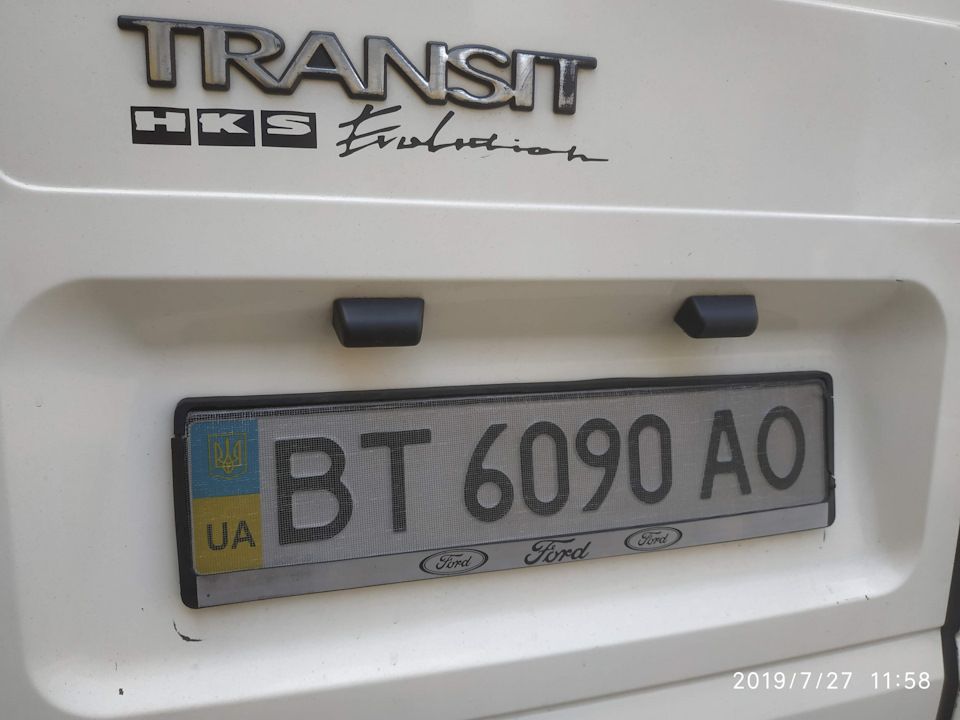 TRANSIT
HKS Evolution
UA BT 6090 AO
Ford Ford Ford
2019/7/27 11:58